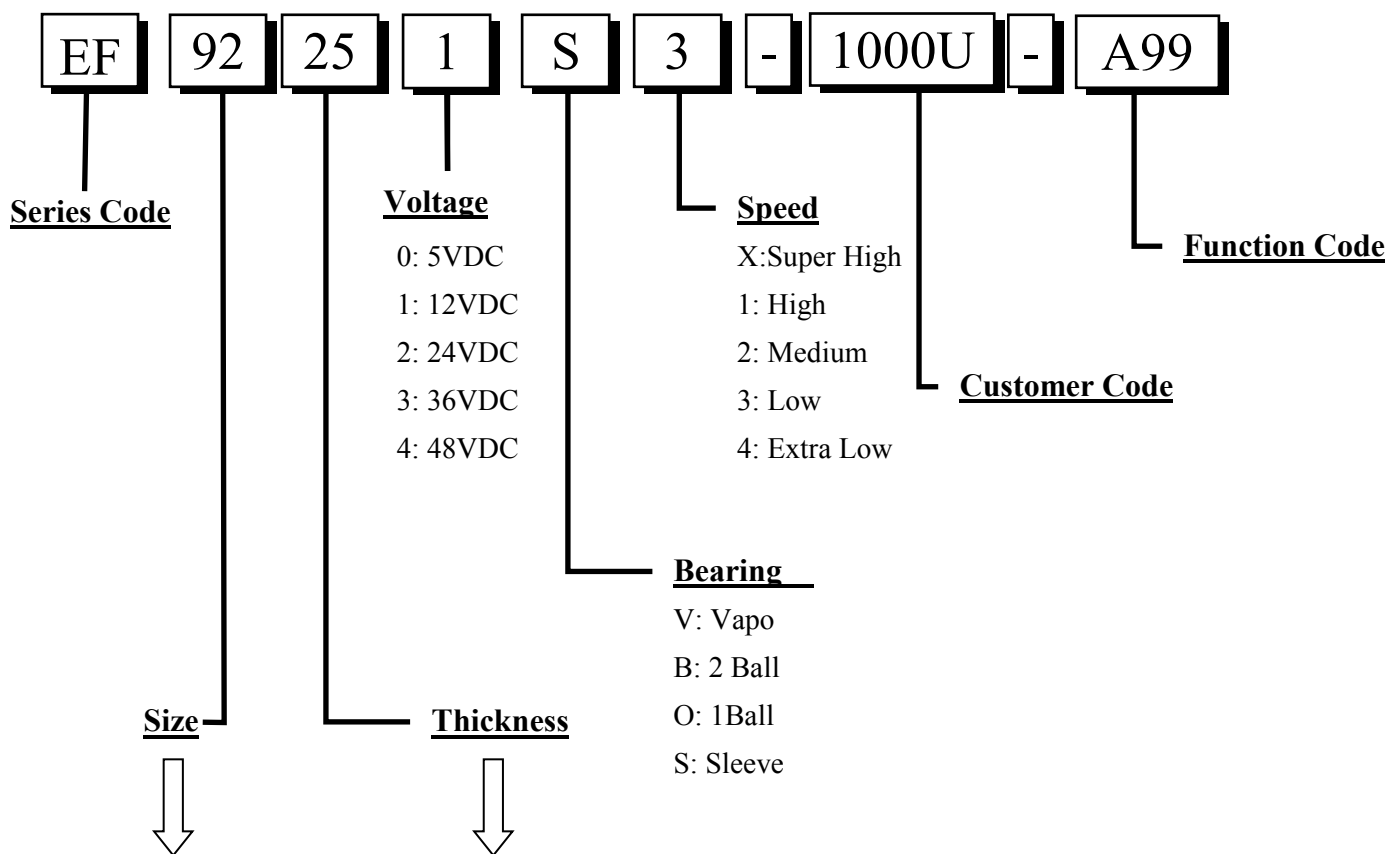 EF 92 25 1 S 3 - 1000U - A99
Series Code
Voltage
0: 5VDC
1: 12VDC
2: 24VDC
3: 36VDC
4: 48VDC
Speed
X:Super High
1: High
2: Medium
3: Low
4: Extra Low
Function Code
Customer Code
Bearing
V: Vapo
B: 2 Ball
O: 1Ball
S: Sleeve
Size
Thickness